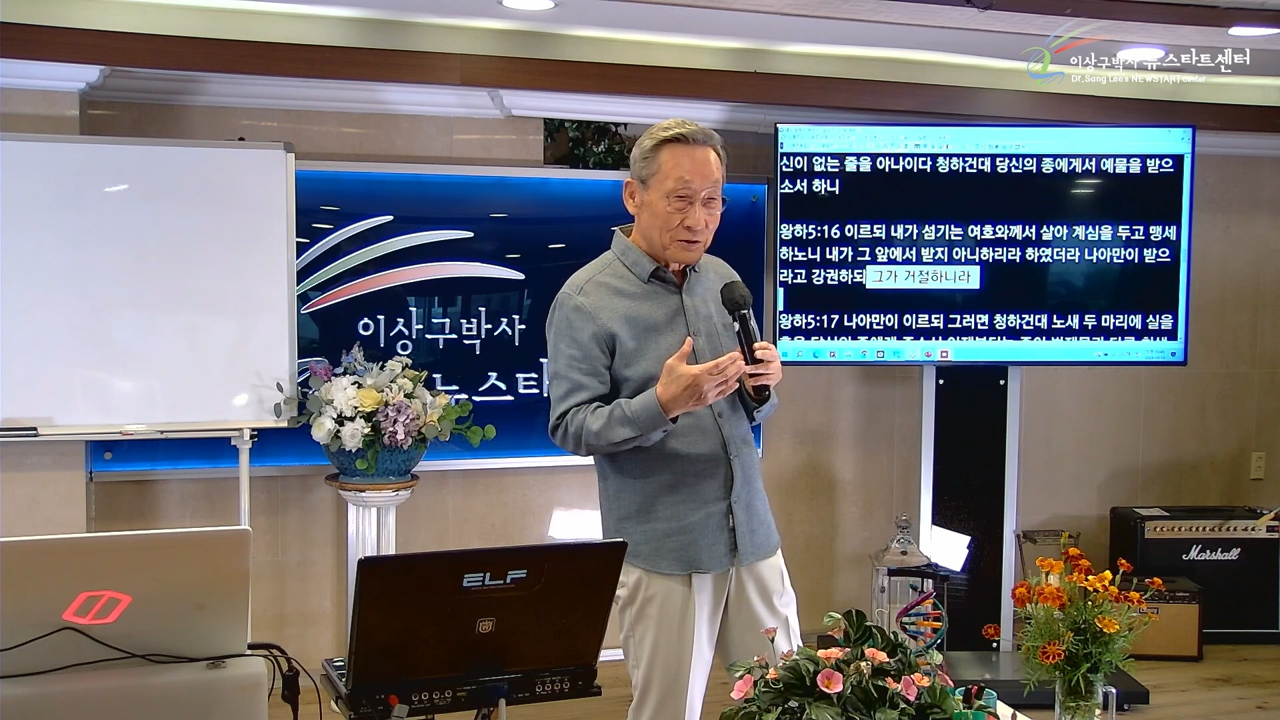 이상구박사 뉴스타트센터
Dr. Sang Lee's NEWSTART Center
신이 없는 줄을 아나이다 청하건대 당신의 종에게서 예물을 받으
소서 하니
왕하5:16 이르되 내가 섬기는 여호와께서 살아 계심을 두고 맹세
하노니 내가 그 앞에서 받지 아니하리라 하였더라 나아만이 받으
라고 강권하되 그가 거절하니라
왕하5:17 나아만이 이르되 그러면 청하건대 노새 두 마리에 실을
이상구박사
뉴스타
ELF
Marshall